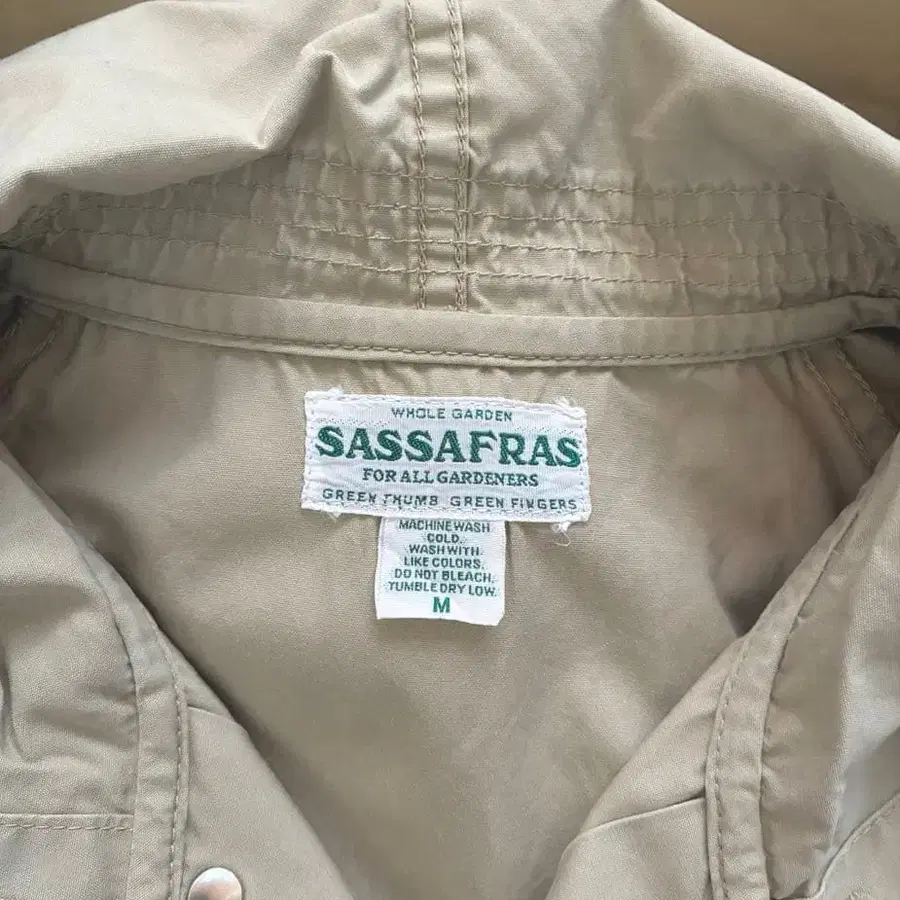 WHOLE GARDEN
SASSAFRAS
FOR ALL GARDENERS
GREEN THUMB GREEN FINGERS
MACHINE WASH
COLD.
WASH WITH
LIKE COLORS.
DO NOT BLEACH.
TUMBLE DRY LOW.
M